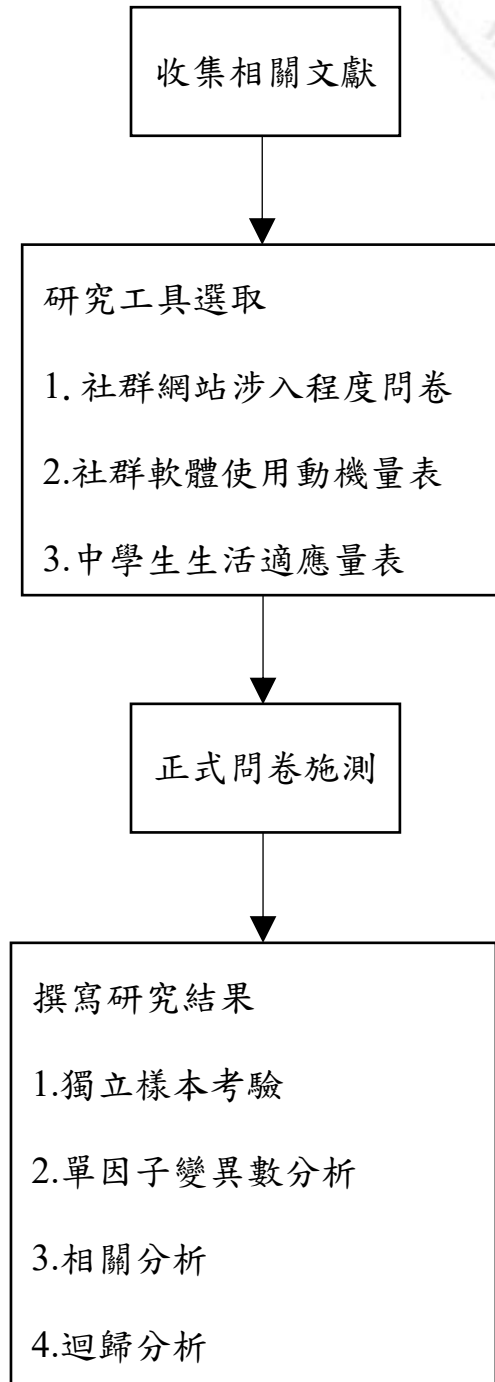 收集相關文獻
研究工具選取
1. 社群網站涉入程度問卷
2.社群軟體使用動機量表
3.中學生生活適應量表
正式問卷施測
撰寫研究結果
1.獨立樣本考驗
2.單因子變異數分析
3.相關分析
4.迴歸分析